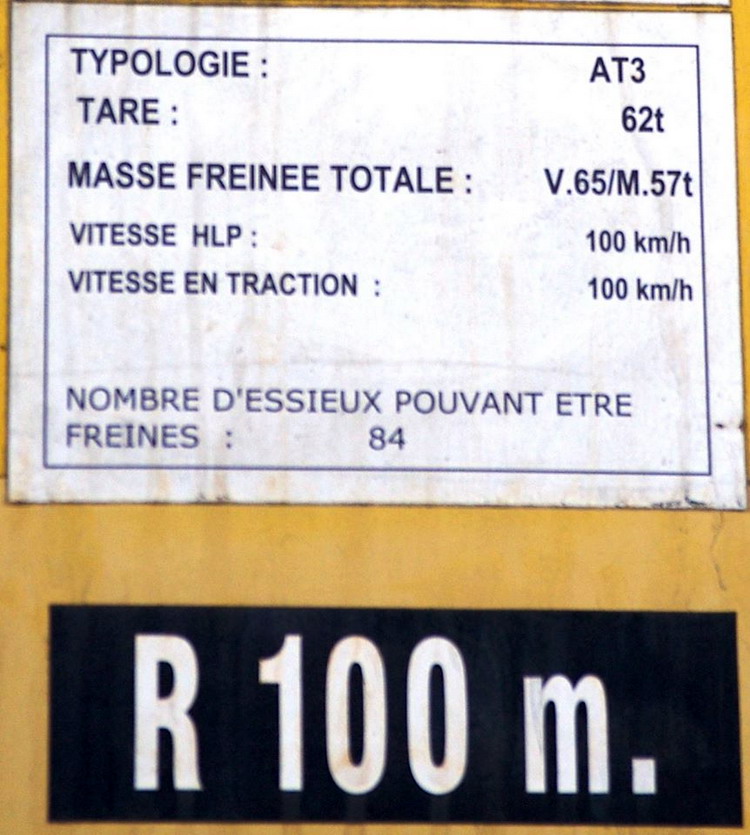 TYPOLOGIE : AT3
TARE : 62t
MASSE FREINEE TOTALE : V.65/M.57t
VITESSE HLP : 100 km/h
VITESSE EN TRACTION : 100 km/h
NOMBRE D'ESSIEUX POUVANT ETRE
FREINES : 84
R 100 m.